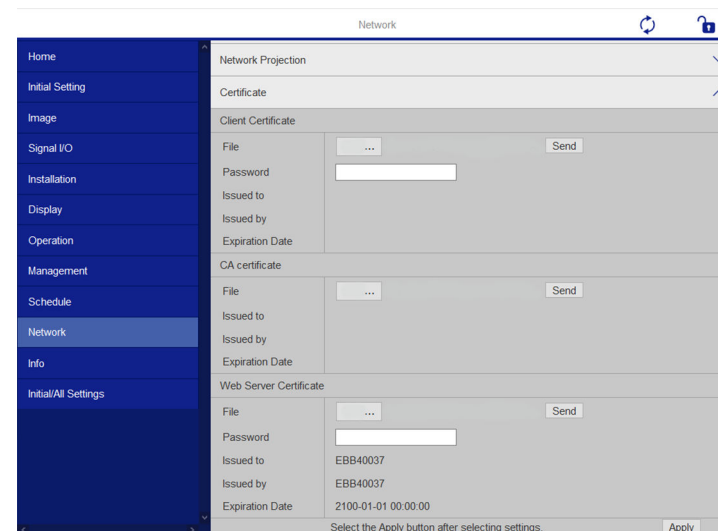 Network
Home
Initial Setting
Image
Signal I/O
Installation
Display
Operation
Management
Schedule
Network
Info
Initial/All Settings
Network Projection
Certificate
Client Certificate
File ... Send
Password
Issued to
Issued by
Expiration Date
CA certificate
File ... Send
Issued to
Issued by
Expiration Date
Web Server Certificate
File ... Send
Password
Issued to EBB40037
Issued by EBB40037
Expiration Date 2100-01-01 00:00:00
Select the Apply button after selecting settings. Apply